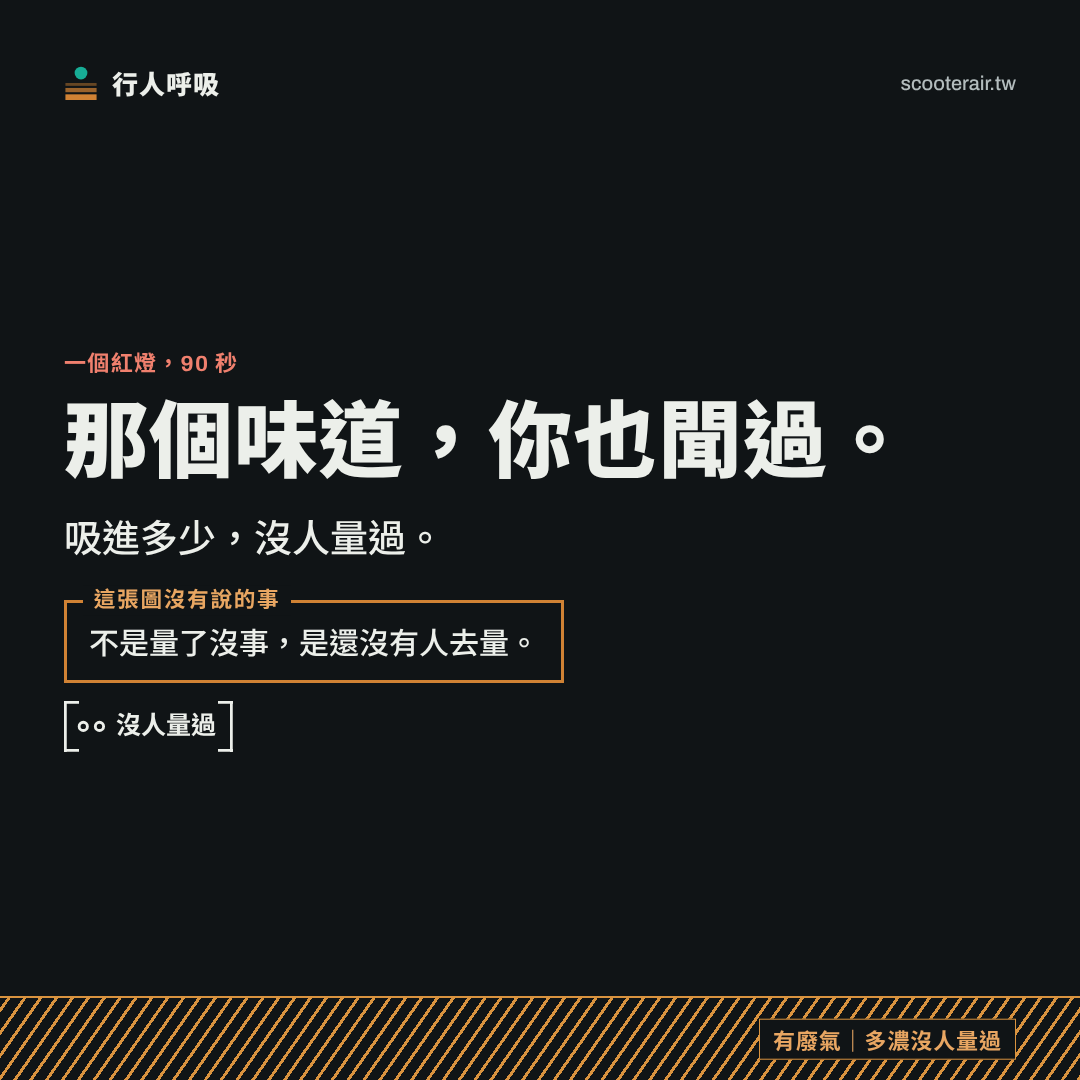 行人呼吸
scooterair.tw
一個紅燈，90 秒
那個味道，你也聞過。
吸進多少，沒人量過。
這張圖沒有說的事
不是量了沒事，是還沒有人去量。
沒人量過
有廢氣｜多濃沒人量過